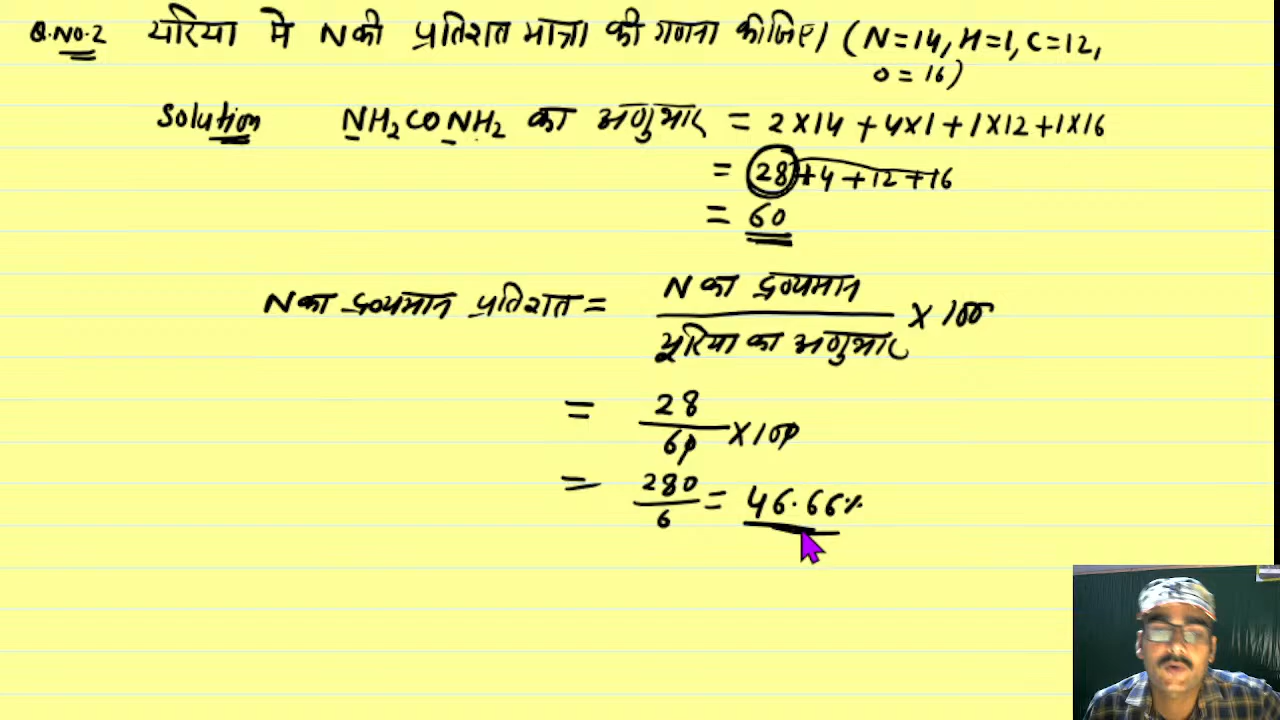 Q.No.2 यूरिया मे N की प्रतिशत मात्रा की गणना कीजिए। (N=14, H=1, C=12,
O=16)
Solution NH₂CONH₂ का अणुभार = 2×14+4×1+1×12+1×16
= 28+4+12+16
= 60
N का द्रव्यमान प्रतिशत = N का द्रव्यमान / यूरिया का अणुभार × 100
= 28/60 × 100
= 280/6 = 46.66%